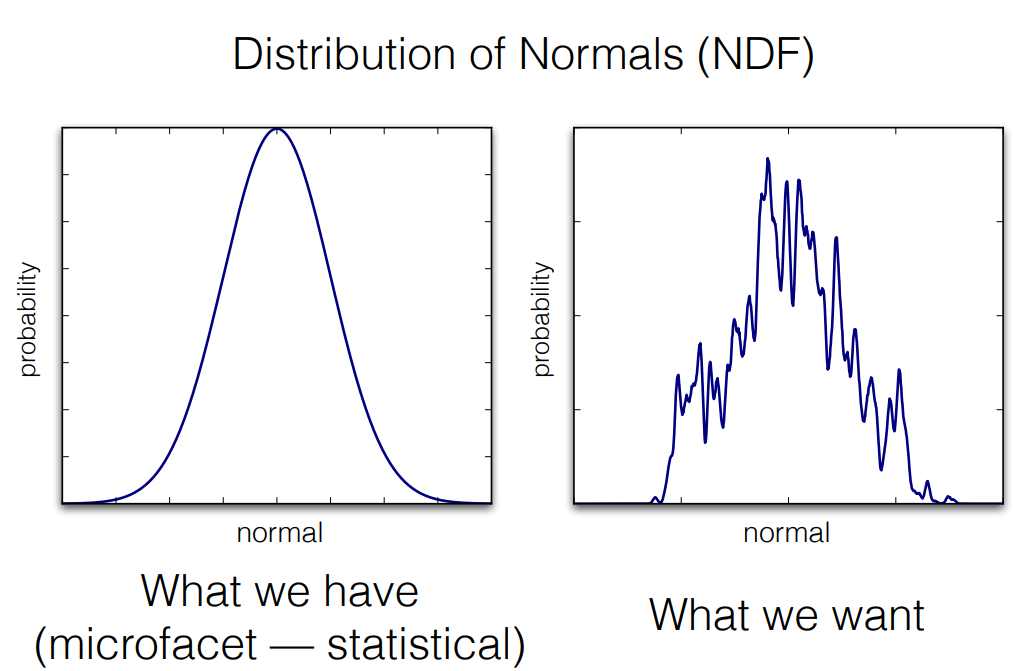 Distribution of Normals (NDF)
probability
normal
probability
normal
What we have
(microfacet — statistical)
What we want